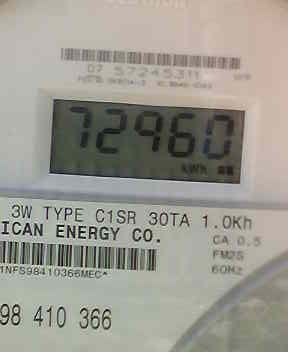 07 57245311
72960
kWh
3W TYPE C1SR 30TA 1.0Kh
ICAN ENERGY CO.
CA 0.5
FM2S
60Hz
1NFS98410366MEC*
98 410 366